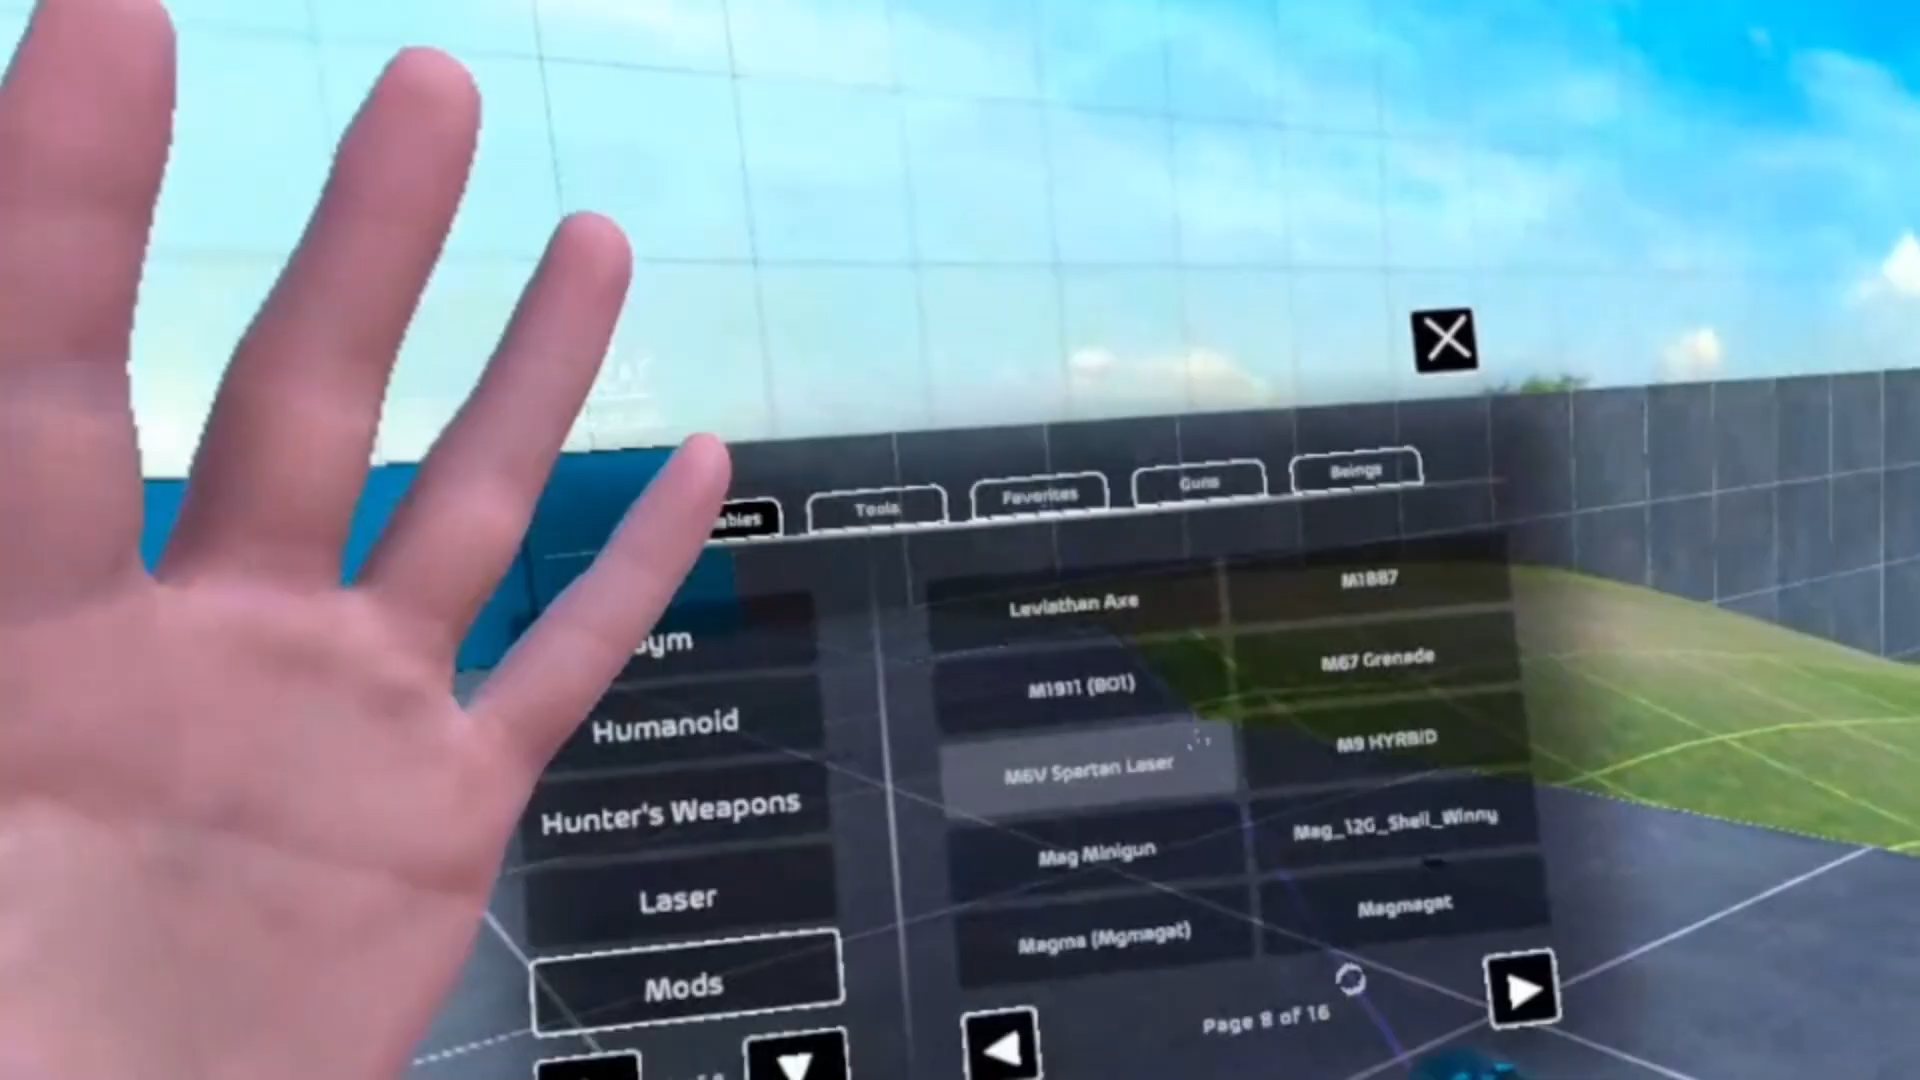 Tools
Favorites
Guns
Beings
Humanoid
Hunter's Weapons
Laser
Mods
Leviathan Axe
M1887
M1911 (BO1)
M67 Grenade
M6V Spartan Laser
M9 HYRBID
Mag Minigun
Mag_12G_Shell_Winny
Magma (Mgmagat)
Magmagat
Page 8 of 16